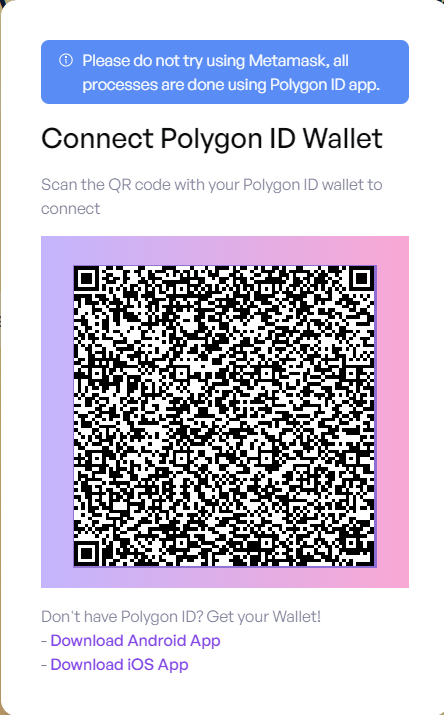 Please do not try using Metamask, all
processes are done using Polygon ID app.
Connect Polygon ID Wallet
Scan the QR code with your Polygon ID wallet to
connect
Don't have Polygon ID? Get your Wallet!
- Download Android App
- Download iOS App